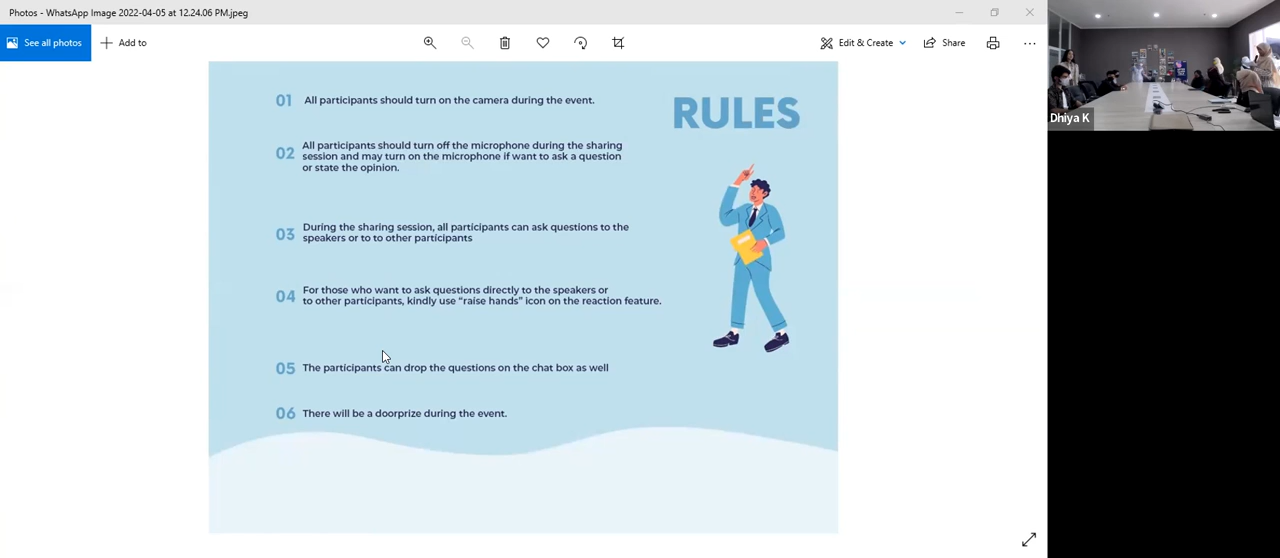 Photos - WhatsApp Image 2022-04-05 at 12.24.06 PM.jpeg
See all photos
Add to
Edit & Create
Share
Dhiya K
RULES
01 All participants should turn on the camera during the event.
02 All participants should turn off the microphone during the sharing
session and may turn on the microphone if want to ask a question
or state the opinion.
03 During the sharing session, all participants can ask questions to the
speakers or to to other participants
04 For those who want to ask questions directly to the speakers or
to other participants, kindly use “raise hands” icon on the reaction feature.
05 The participants can drop the questions on the chat box as well
06 There will be a doorprize during the event.